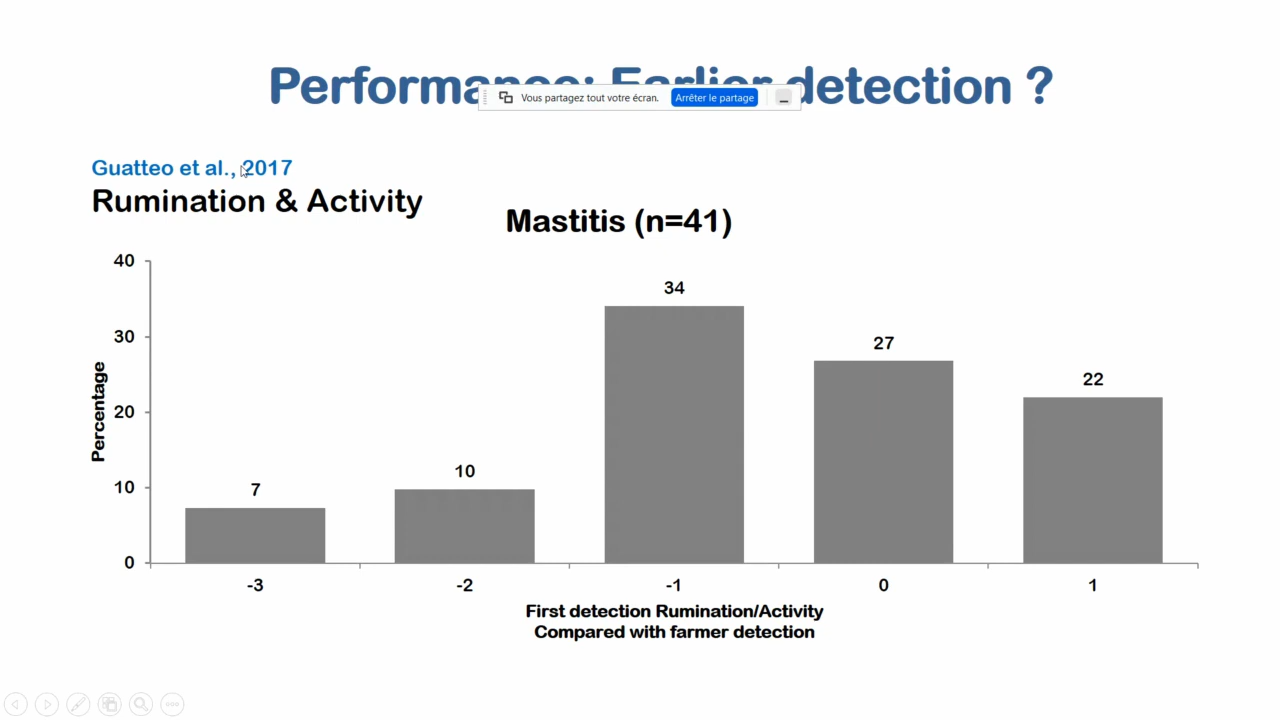 Performance: Earlier detection ?
Vous partagez tout votre écran. Arrêter le partage
Guatteo et al., 2017
Rumination & Activity
Mastitis (n=41)
40
30
20
10
0
Percentage
7
10
34
27
22
-3
-2
-1
0
1
First detection Rumination/Activity
Compared with farmer detection